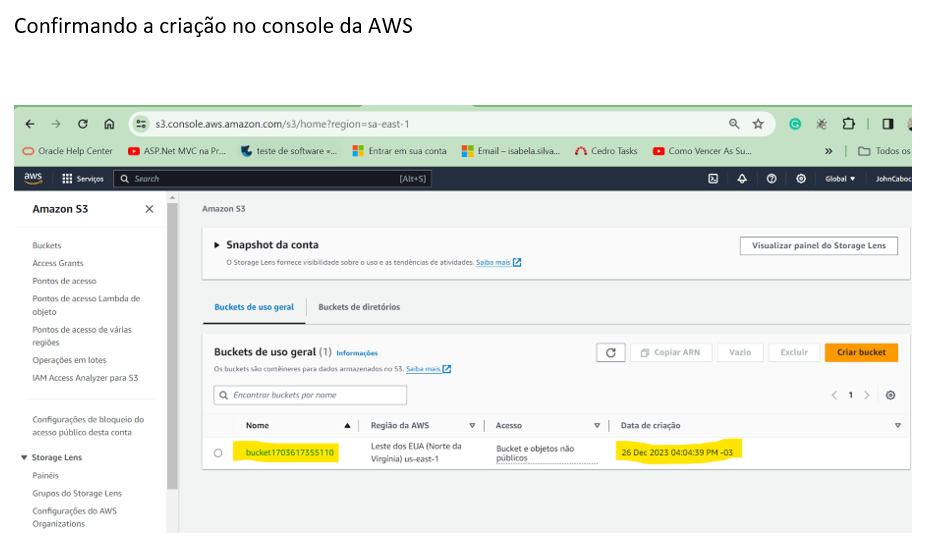 Confirmando a criação no console da AWS
s3.console.aws.amazon.com/s3/home?region=sa-east-1
Oracle Help Center
ASP.Net MVC na Pr...
teste de software «...
Entrar em sua conta
Email – isabela.silva...
Cedro Tasks
Como Vencer As Su...
»
Todos os
aws
Serviços
Search
[Alt+S]
Global
JohnCaboc
Amazon S3
Buckets
Access Grants
Pontos de acesso
Pontos de acesso Lambda de
objeto
Pontos de acesso de várias
regiões
Operações em lotes
IAM Access Analyzer para S3
Configurações de bloqueio do
acesso público desta conta
Storage Lens
Painéis
Grupos do Storage Lens
Configurações do AWS
Organizations
Amazon S3
Snapshot da conta
O Storage Lens fornece visibilidade sobre o uso e as tendências de atividades. Saiba mais
Visualizar painel do Storage Lens
Buckets de uso geral
Buckets de diretórios
Buckets de uso geral (1) Informações
Os buckets são contêineres para dados armazenados no S3. Saiba mais
Copiar ARN
Vazio
Excluir
Criar bucket
Encontrar buckets por nome
1
Nome
Região da AWS
Acesso
Data de criação
bucket1703617355110
Leste dos EUA (Norte da
Virgínia) us-east-1
Bucket e objetos não
públicos
26 Dec 2023 04:04:39 PM -03